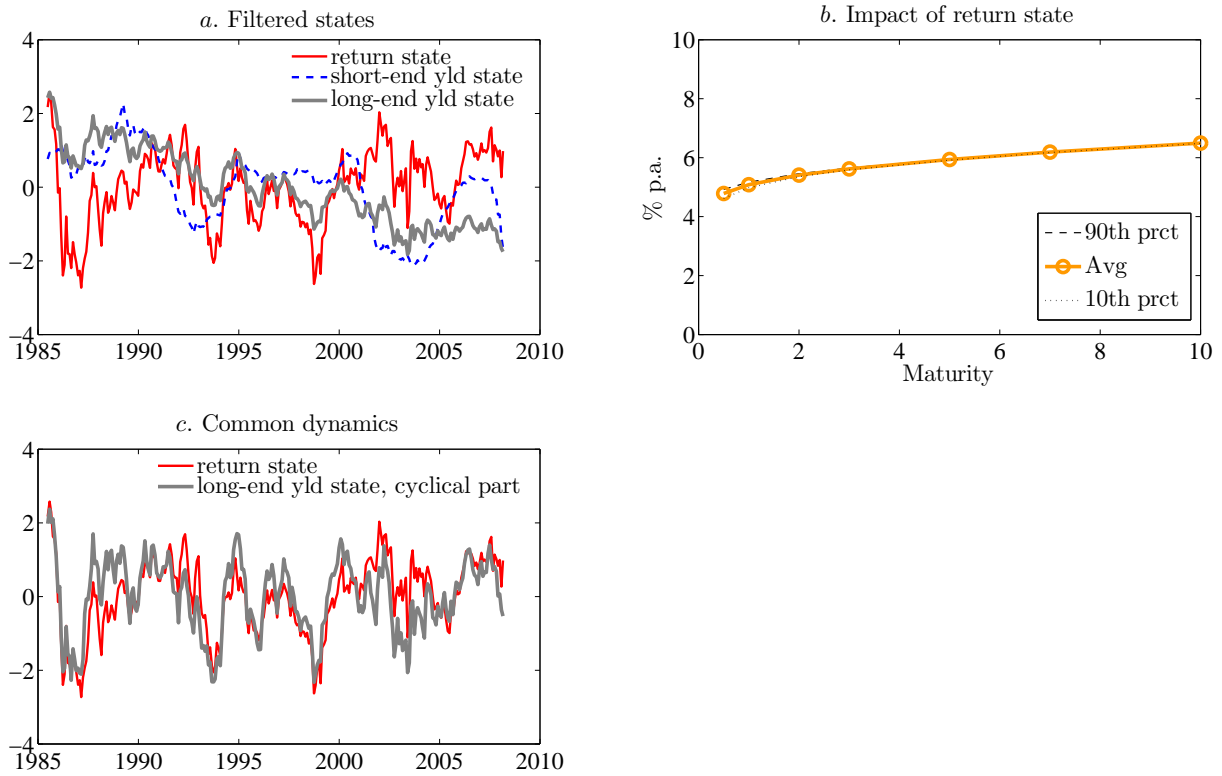 a. Filtered states
4
2
0
−2
−4
1985 1990 1995 2000 2005 2010
return state
short-end yld state
long-end yld state
b. Impact of return state
10
8
6
4
2
0
0 2 4 6 8 10
% p.a.
Maturity
90th prct
Avg
10th prct
c. Common dynamics
4
2
0
−2
−4
1985 1990 1995 2000 2005 2010
return state
long-end yld state, cyclical part